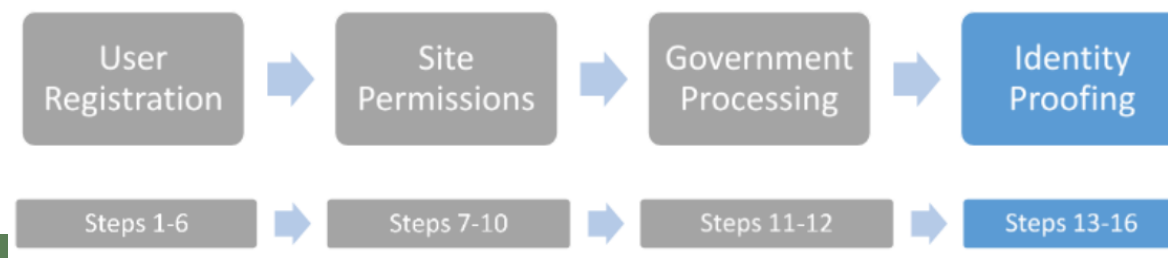 User
Registration
Site
Permissions
Government
Processing
Identity
Proofing
Steps 1-6
Steps 7-10
Steps 11-12
Steps 13-16